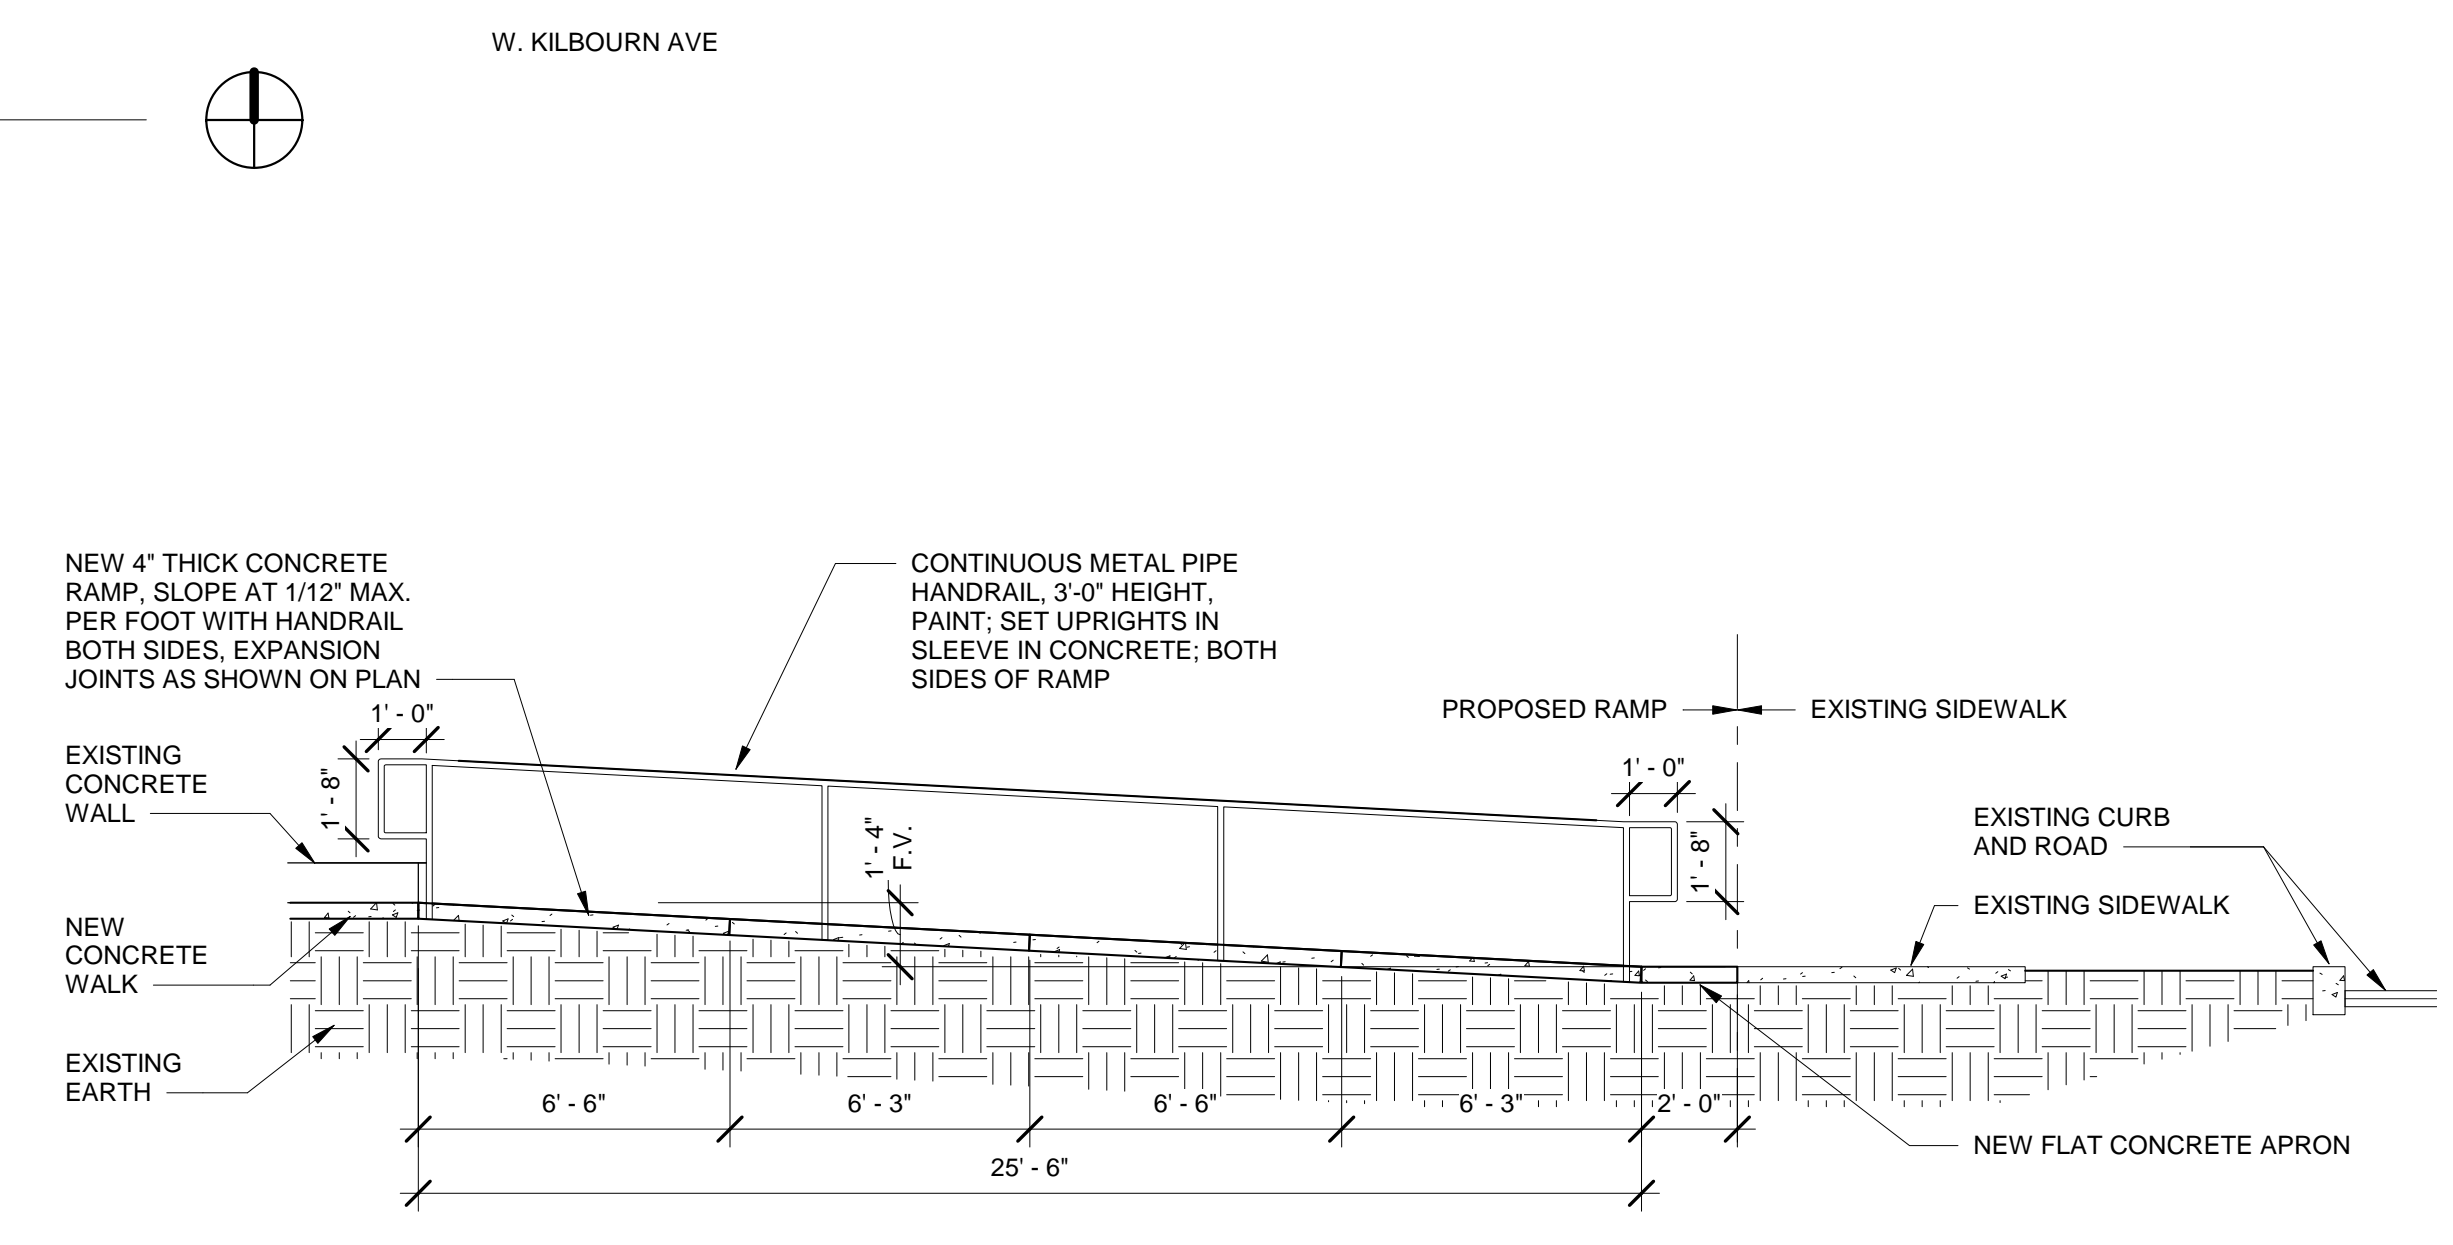 W. KILBOURN AVE
NEW 4" THICK CONCRETE
RAMP, SLOPE AT 1/12" MAX.
PER FOOT WITH HANDRAIL
BOTH SIDES, EXPANSION
JOINTS AS SHOWN ON PLAN
CONTINUOUS METAL PIPE
HANDRAIL, 3'-0" HEIGHT,
PAINT; SET UPRIGHTS IN
SLEEVE IN CONCRETE; BOTH
SIDES OF RAMP
PROPOSED RAMP
EXISTING SIDEWALK
1' - 0"
1' - 8"
EXISTING
CONCRETE
WALL
1' - 4"
F.V.
1' - 0"
1' - 8"
EXISTING CURB
AND ROAD
EXISTING SIDEWALK
NEW
CONCRETE
WALK
EXISTING
EARTH
6' - 6"
6' - 3"
6' - 6"
6' - 3"
2' - 0"
NEW FLAT CONCRETE APRON
25' - 6"